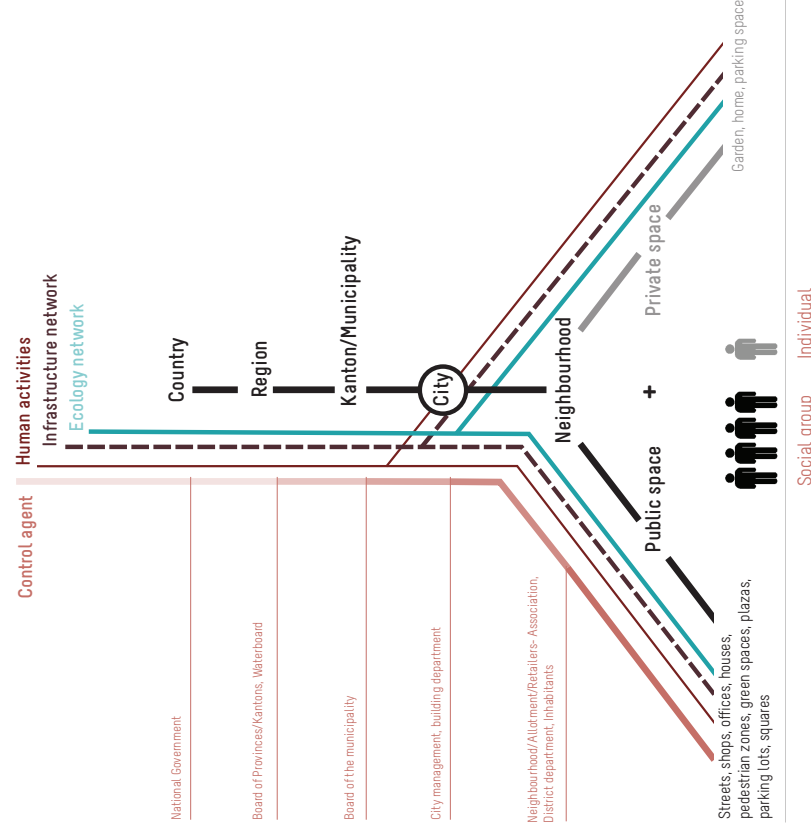 Control agent
Human activities
Infrastructure network
Ecology network
National Government
Country
Board of Provinces/Kantons, Waterboard
Region
Board of the municipality
Kanton/Municipality
City management, building department
City
Neighbourhood/Allotment/Retailers- Association,
District department, Inhabitants
Neighbourhood
Public space
+
Private space
Streets, shops, offices, houses,
pedestrian zones, green spaces, plazas,
parking lots, squares
Garden, home, parking space
Social group
Individual